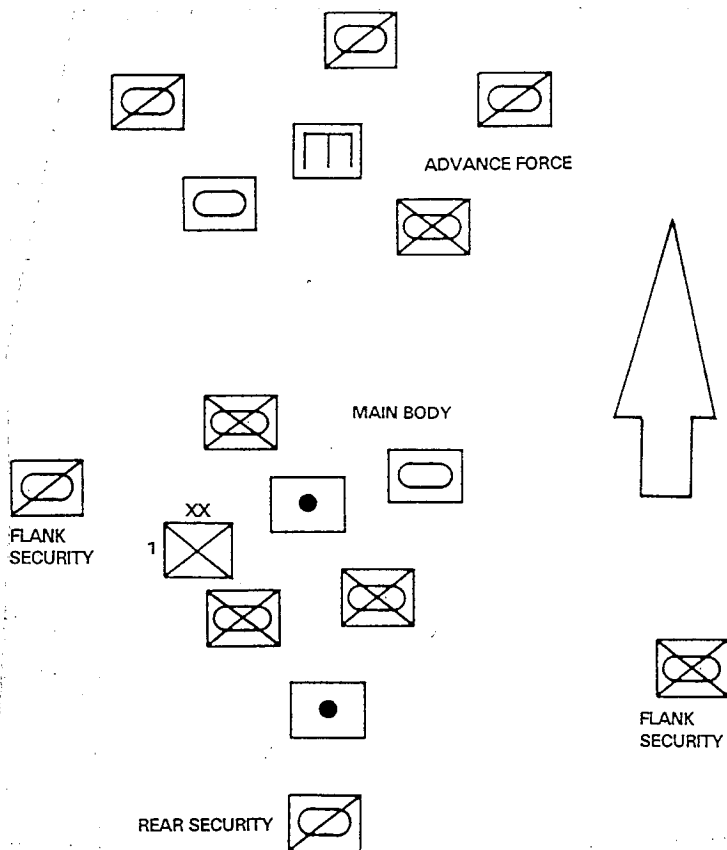 ADVANCE FORCE
MAIN BODY
FLANK
SECURITY
XX
1
FLANK
SECURITY
REAR SECURITY